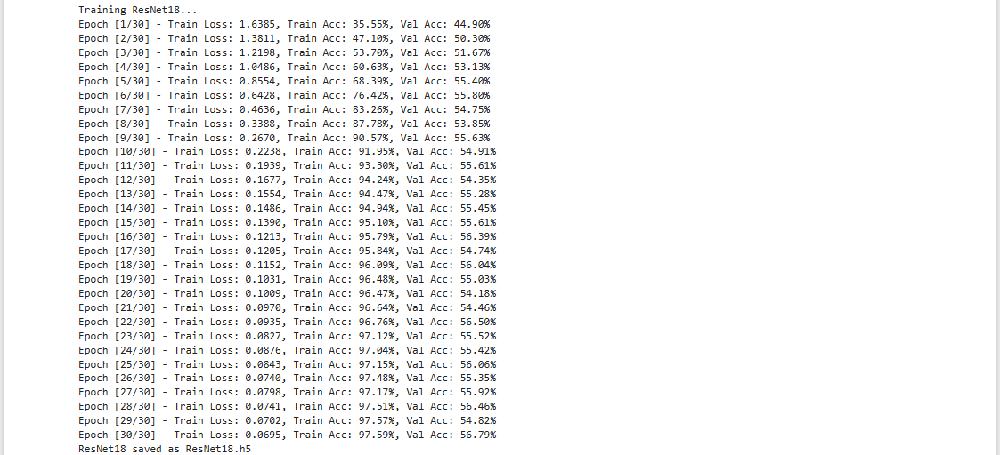 Training ResNet18...
Epoch [1/30] - Train Loss: 1.6385, Train Acc: 35.55%, Val Acc: 44.90%
Epoch [2/30] - Train Loss: 1.3811, Train Acc: 47.10%, Val Acc: 50.30%
Epoch [3/30] - Train Loss: 1.2198, Train Acc: 53.70%, Val Acc: 51.67%
Epoch [4/30] - Train Loss: 1.0486, Train Acc: 60.63%, Val Acc: 53.13%
Epoch [5/30] - Train Loss: 0.8554, Train Acc: 68.39%, Val Acc: 55.40%
Epoch [6/30] - Train Loss: 0.6428, Train Acc: 76.42%, Val Acc: 55.80%
Epoch [7/30] - Train Loss: 0.4636, Train Acc: 83.26%, Val Acc: 54.75%
Epoch [8/30] - Train Loss: 0.3388, Train Acc: 87.78%, Val Acc: 53.85%
Epoch [9/30] - Train Loss: 0.2670, Train Acc: 90.57%, Val Acc: 55.63%
Epoch [10/30] - Train Loss: 0.2238, Train Acc: 91.95%, Val Acc: 54.91%
Epoch [11/30] - Train Loss: 0.1939, Train Acc: 93.30%, Val Acc: 55.61%
Epoch [12/30] - Train Loss: 0.1677, Train Acc: 94.24%, Val Acc: 54.35%
Epoch [13/30] - Train Loss: 0.1554, Train Acc: 94.47%, Val Acc: 55.28%
Epoch [14/30] - Train Loss: 0.1486, Train Acc: 94.94%, Val Acc: 55.45%
Epoch [15/30] - Train Loss: 0.1390, Train Acc: 95.10%, Val Acc: 55.61%
Epoch [16/30] - Train Loss: 0.1213, Train Acc: 95.79%, Val Acc: 56.39%
Epoch [17/30] - Train Loss: 0.1205, Train Acc: 95.84%, Val Acc: 54.74%
Epoch [18/30] - Train Loss: 0.1152, Train Acc: 96.09%, Val Acc: 56.04%
Epoch [19/30] - Train Loss: 0.1031, Train Acc: 96.48%, Val Acc: 55.03%
Epoch [20/30] - Train Loss: 0.1009, Train Acc: 96.47%, Val Acc: 54.18%
Epoch [21/30] - Train Loss: 0.0970, Train Acc: 96.64%, Val Acc: 54.46%
Epoch [22/30] - Train Loss: 0.0935, Train Acc: 96.76%, Val Acc: 56.50%
Epoch [23/30] - Train Loss: 0.0827, Train Acc: 97.12%, Val Acc: 55.52%
Epoch [24/30] - Train Loss: 0.0876, Train Acc: 97.04%, Val Acc: 55.42%
Epoch [25/30] - Train Loss: 0.0843, Train Acc: 97.15%, Val Acc: 56.06%
Epoch [26/30] - Train Loss: 0.0740, Train Acc: 97.48%, Val Acc: 55.35%
Epoch [27/30] - Train Loss: 0.0798, Train Acc: 97.17%, Val Acc: 55.92%
Epoch [28/30] - Train Loss: 0.0741, Train Acc: 97.51%, Val Acc: 56.46%
Epoch [29/30] - Train Loss: 0.0702, Train Acc: 97.57%, Val Acc: 54.82%
Epoch [30/30] - Train Loss: 0.0695, Train Acc: 97.59%, Val Acc: 56.79%
ResNet18 saved as ResNet18.h5